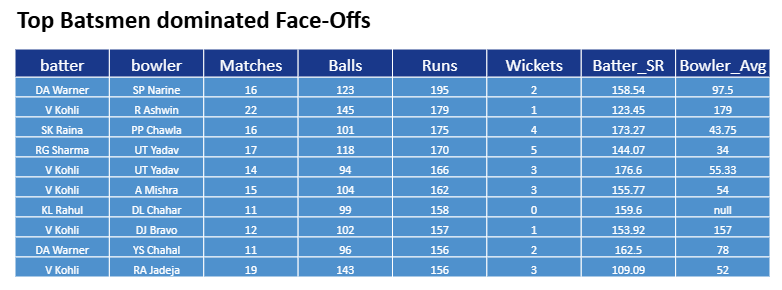 Top Batsmen dominated Face-Offs
batter bowler Matches Balls Runs Wickets Batter_SR Bowler_Avg
DA Warner SP Narine 16 123 195 2 158.54 97.5
V Kohli R Ashwin 22 145 179 1 123.45 179
SK Raina PP Chawla 16 101 175 4 173.27 43.75
RG Sharma UT Yadav 17 118 170 5 144.07 34
V Kohli UT Yadav 14 94 166 3 176.6 55.33
V Kohli A Mishra 15 104 162 3 155.77 54
KL Rahul DL Chahar 11 99 158 0 159.6 null
V Kohli DJ Bravo 12 102 157 1 153.92 157
DA Warner YS Chahal 11 96 156 2 162.5 78
V Kohli RA Jadeja 19 143 156 3 109.09 52